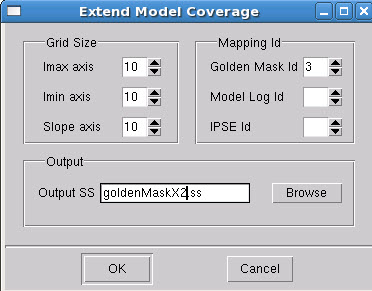 Extend Model Coverage
Grid Size
Mapping Id
Imax axis 10
Golden Mask Id 3
Imin axis 10
Model Log Id
Slope axis 10
IPSE Id
Output
Output SS goldenMaskX2.ss Browse
OK Cancel